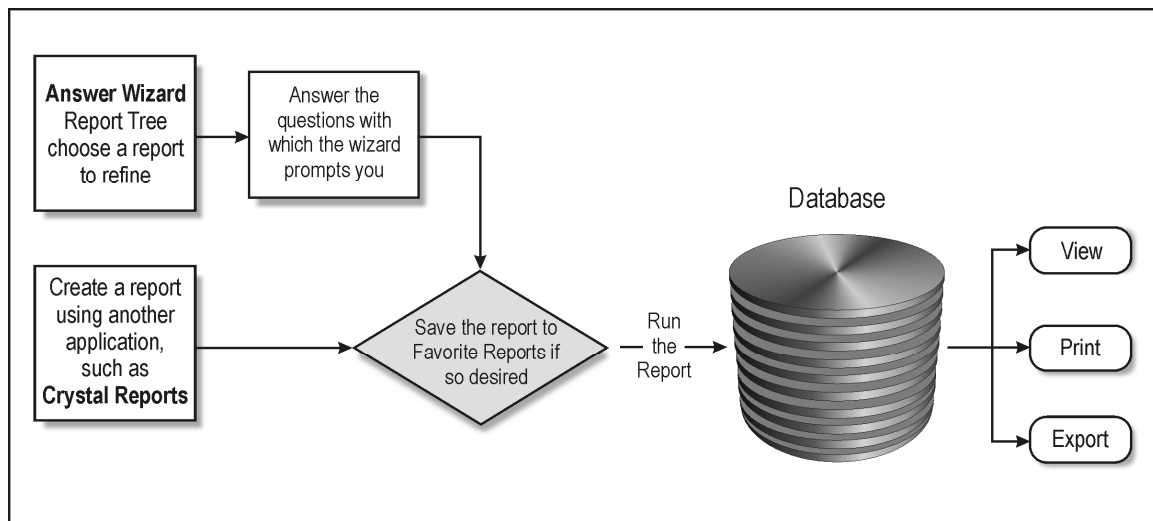 Answer Wizard
Report Tree
choose a report
to refine
Answer the
questions with
which the wizard
prompts you
Create a report
using another
application,
such as
Crystal Reports
Save the report to
Favorite Reports if
so desired
Run
the
Report
Database
View
Print
Export